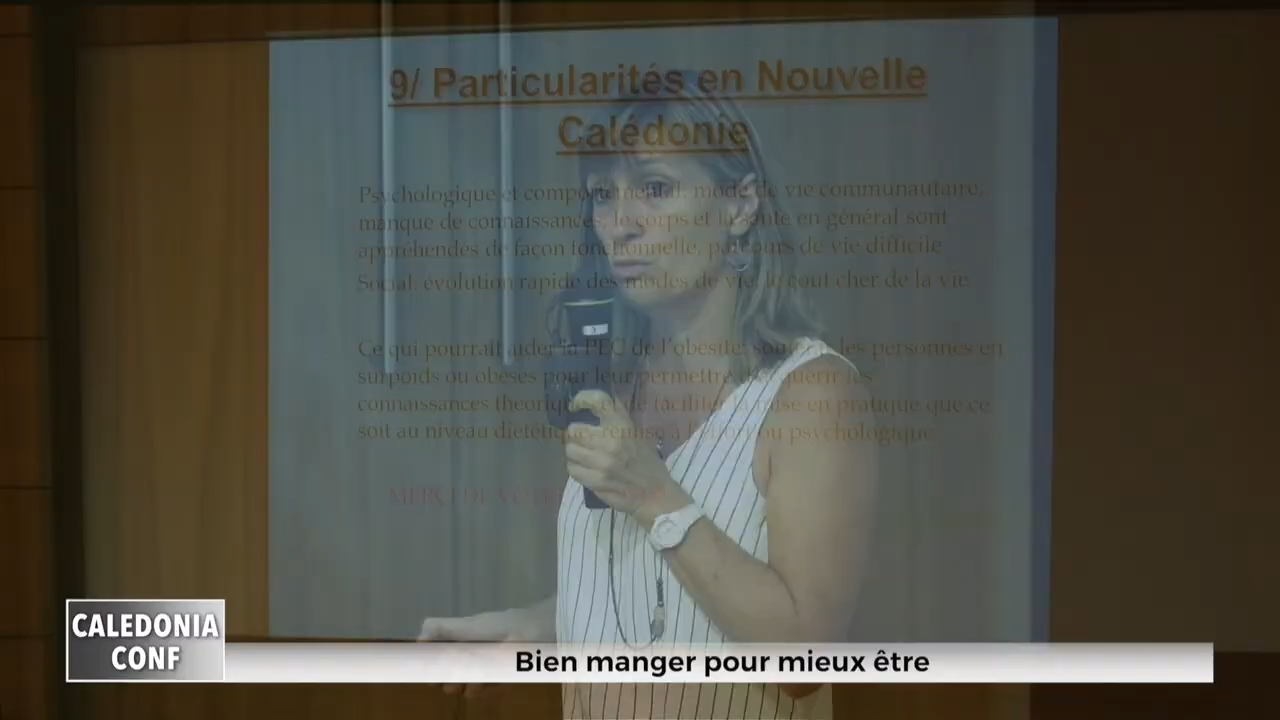 9/ Particularités en Nouvelle
Calédonie
Psychologique et comportemental: mode de vie communautaire,
manque de connaissances, le corps et la santé en général sont
appréhendés de façon fonctionnelle, parcours de vie difficile
Social: évolution rapide des modes de vie, le cout cher de la vie
Ce qui pourrait aider la PEC de l'obésité: les personnes en
surpoids ou obèses pour leur permettre d'acquérir les
connaissances théoriques et de faciliter la mise en pratique que ce
soit au niveau diététique, remise à l'effort ou psychologique
MERCI DE VOTRE
CALEDONIA
CONF
Bien manger pour mieux être